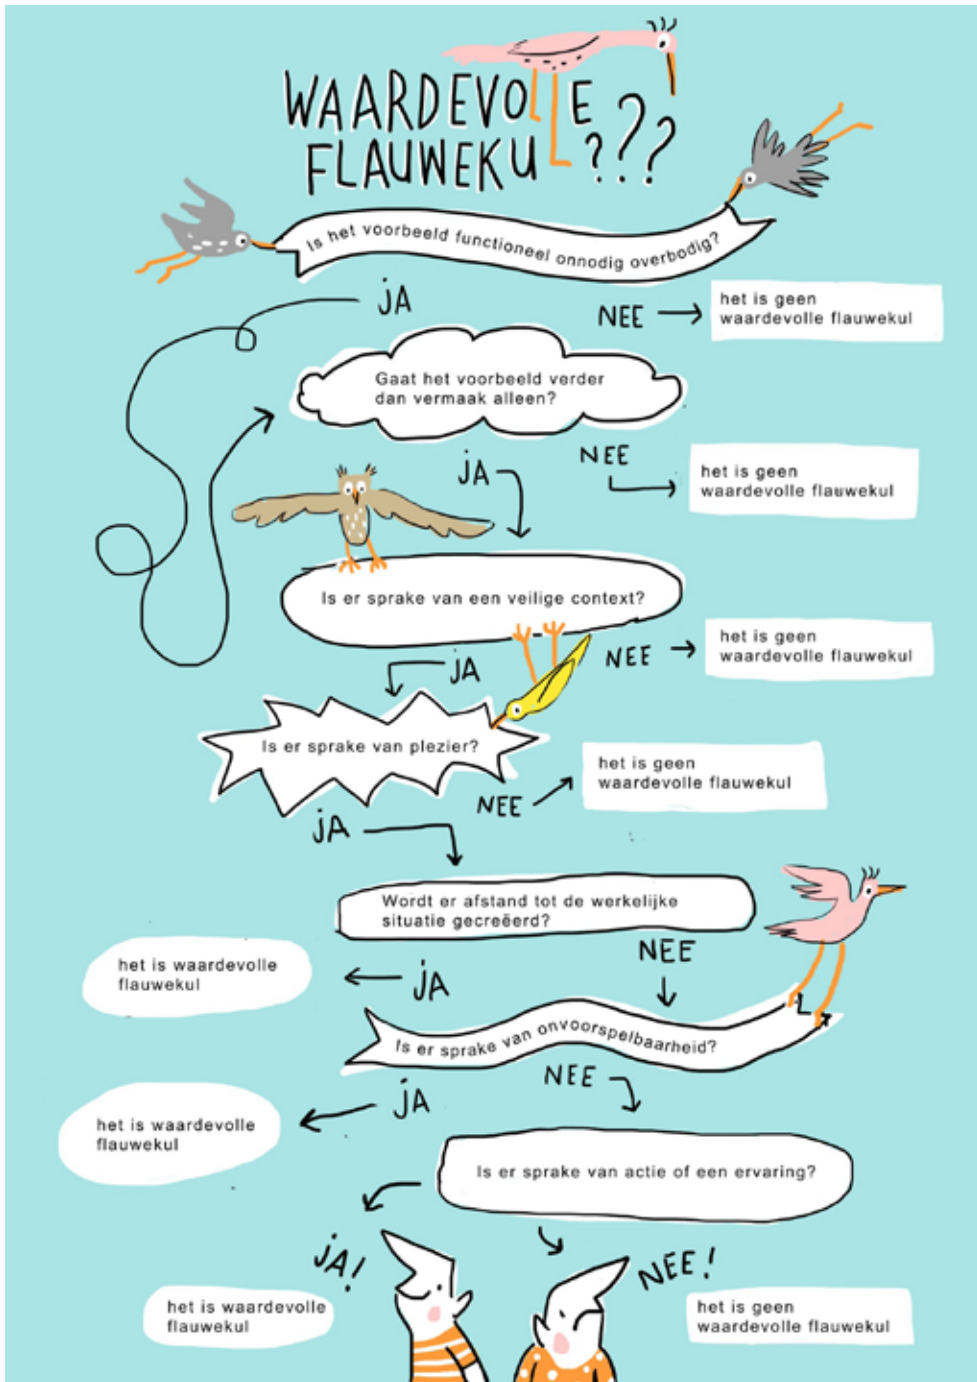 WAARDEVOLLE
FLAUWEKUL ???
Is het voorbeeld functioneel onnodig overbodig?
JA
NEE
het is geen
waardevolle flauwekul
Gaat het voorbeeld verder
dan vermaak alleen?
JA
NEE
het is geen
waardevolle flauwekul
Is er sprake van een veilige context?
JA
NEE
het is geen
waardevolle flauwekul
Is er sprake van plezier?
NEE
het is geen
waardevolle flauwekul
JA
Wordt er afstand tot de werkelijke
situatie gecreëerd?
NEE
JA
het is waardevolle
flauwekul
Is er sprake van onvoorspelbaarheid?
NEE
JA
het is waardevolle
flauwekul
Is er sprake van actie of een ervaring?
JA!
NEE!
het is waardevolle
flauwekul
het is geen
waardevolle flauwekul